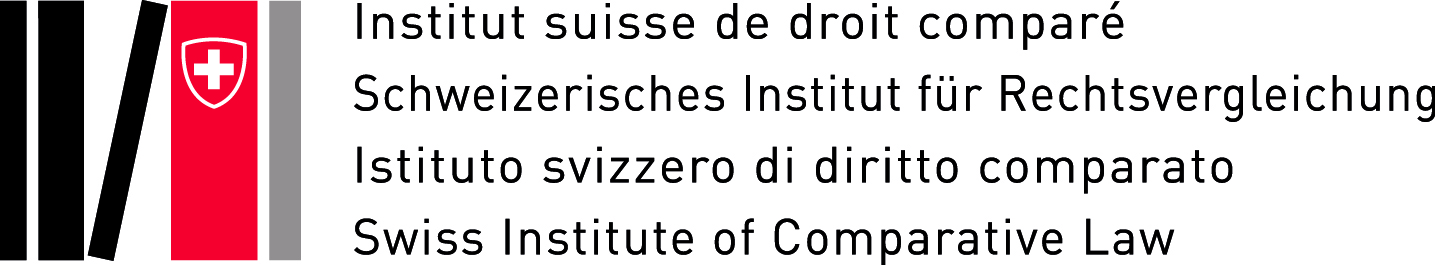 Institut suisse de droit comparé
Schweizerisches Institut für Rechtsvergleichung
Istituto svizzero di diritto comparato
Swiss Institute of Comparative Law